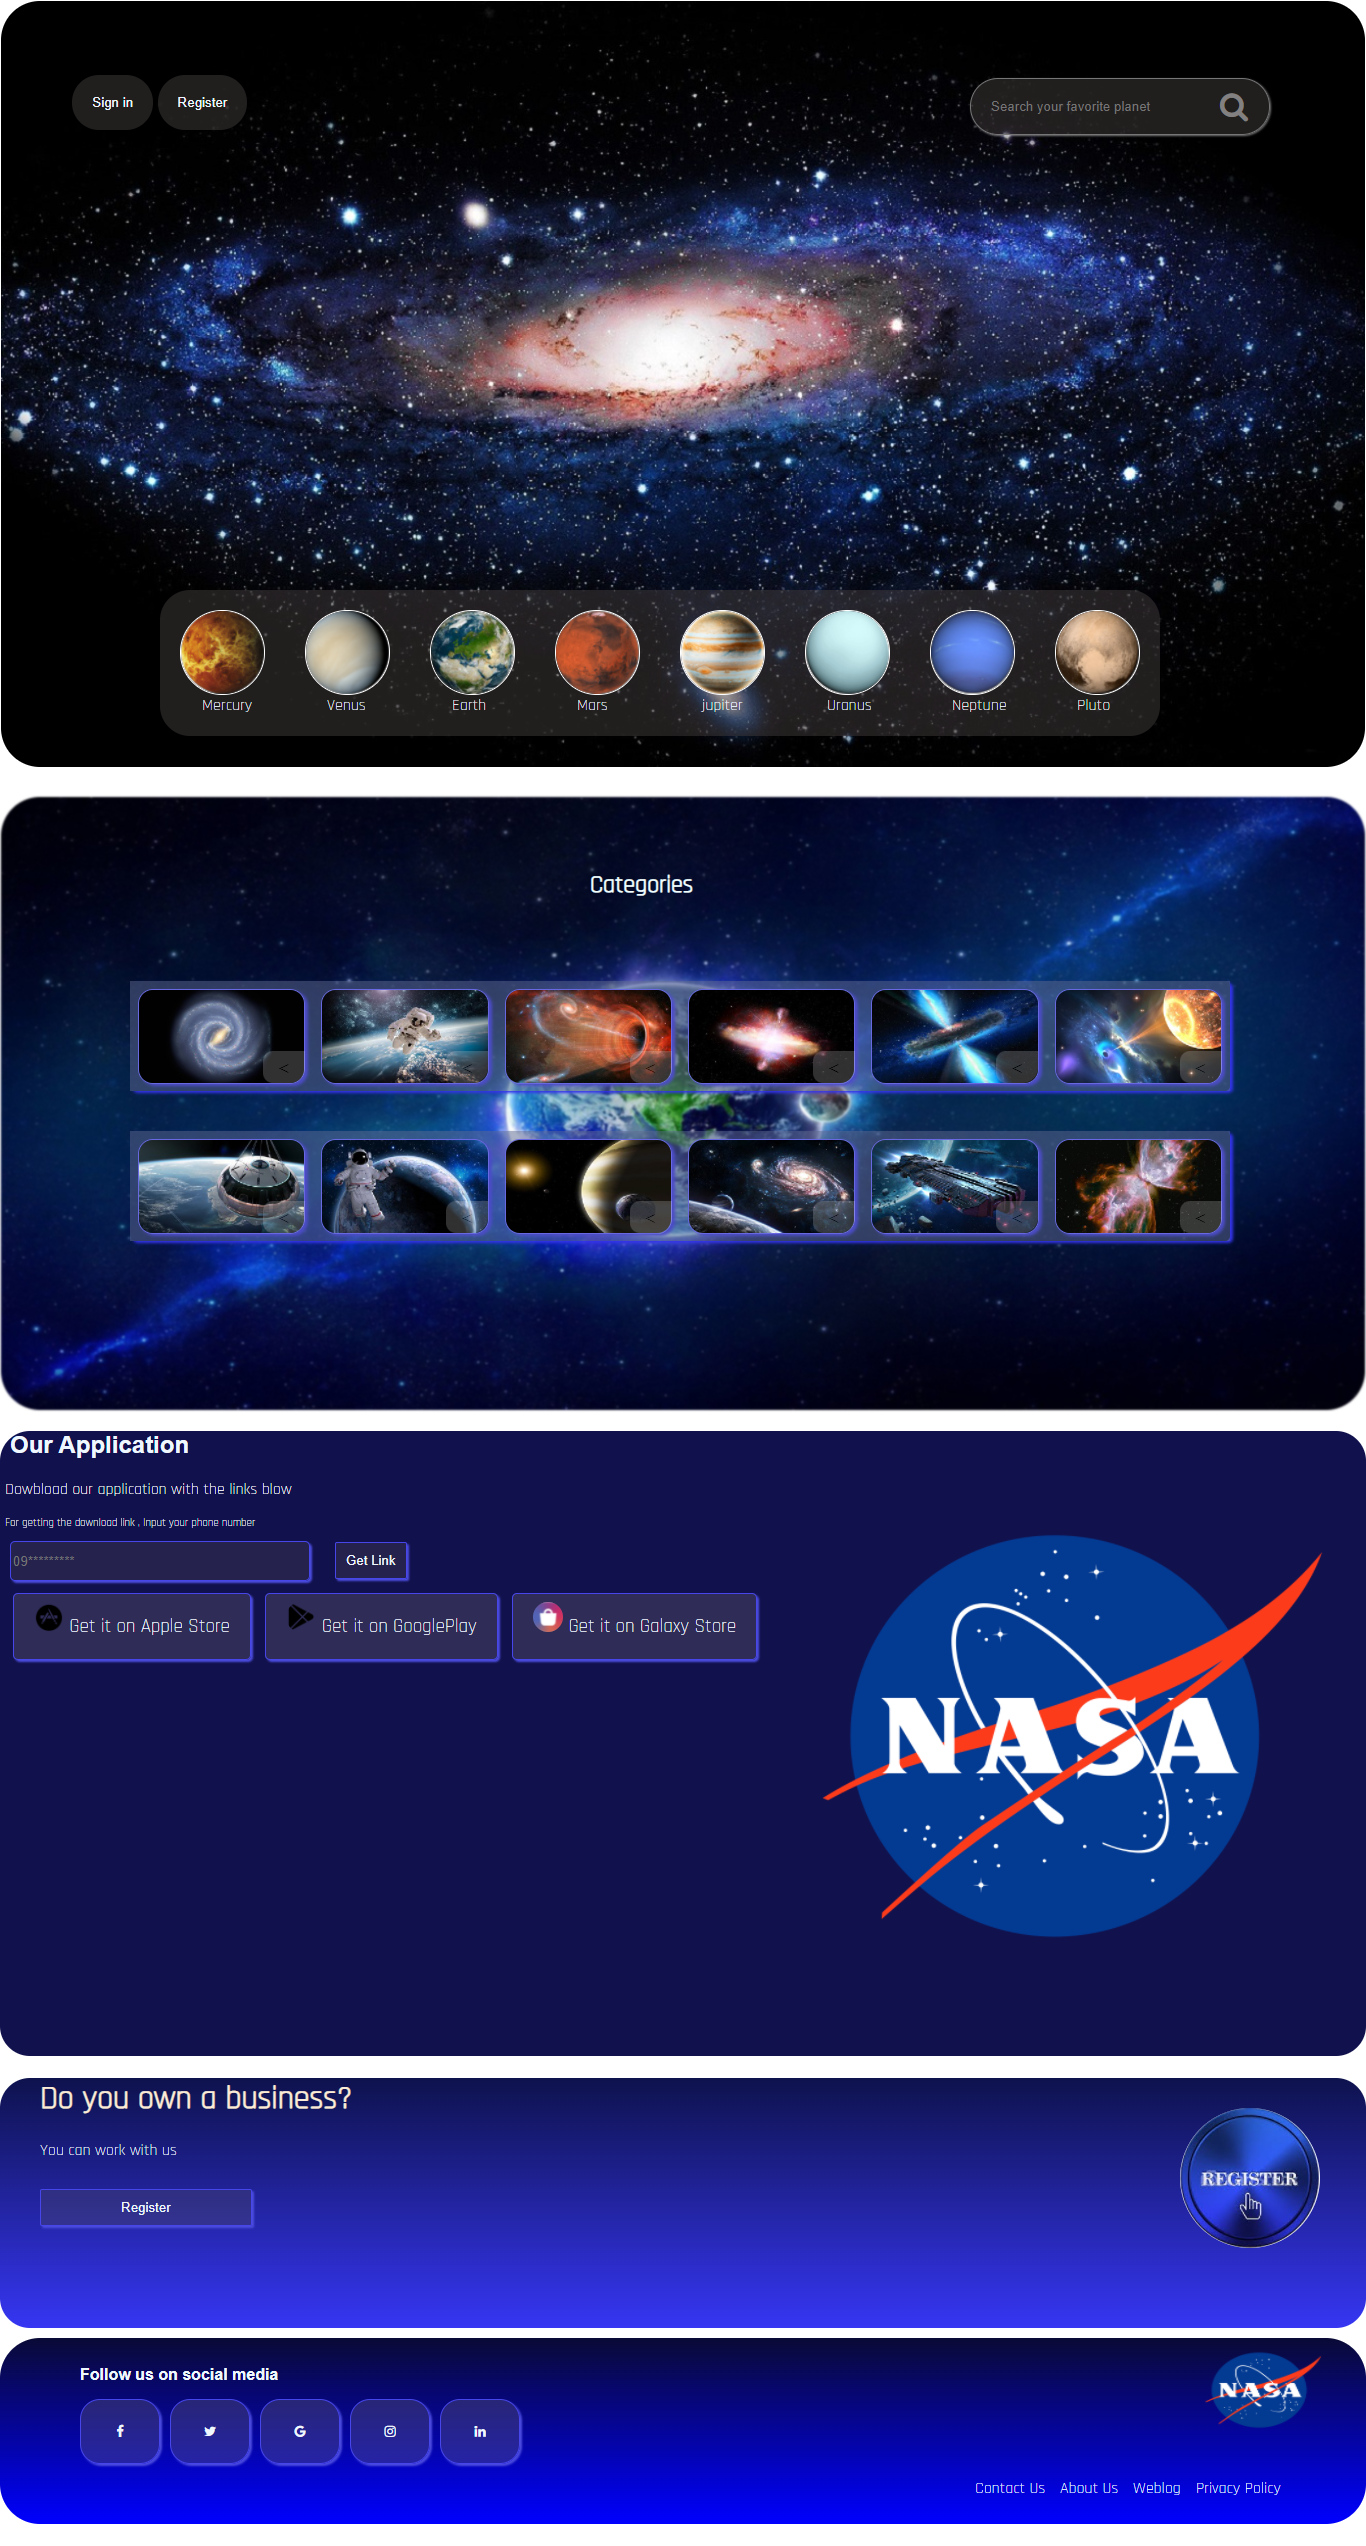 Sign in
Register
Search your favorite planet
Mercury
Venus
Earth
Mars
jupiter
Uranus
Neptune
Pluto
Categories
<
<
<
<
<
<
<
<
<
<
<
<
Our Application
Dowbload our application with the links blow
For getting the download link , Input your phone number
09*********
Get Link
Get it on Apple Store
Get it on GooglePlay
Get it on Galaxy Store
NASA
Do you own a business?
You can work with us
Register
REGISTER
Follow us on social media
NASA
Contact Us
About Us
Weblog
Privacy Policy